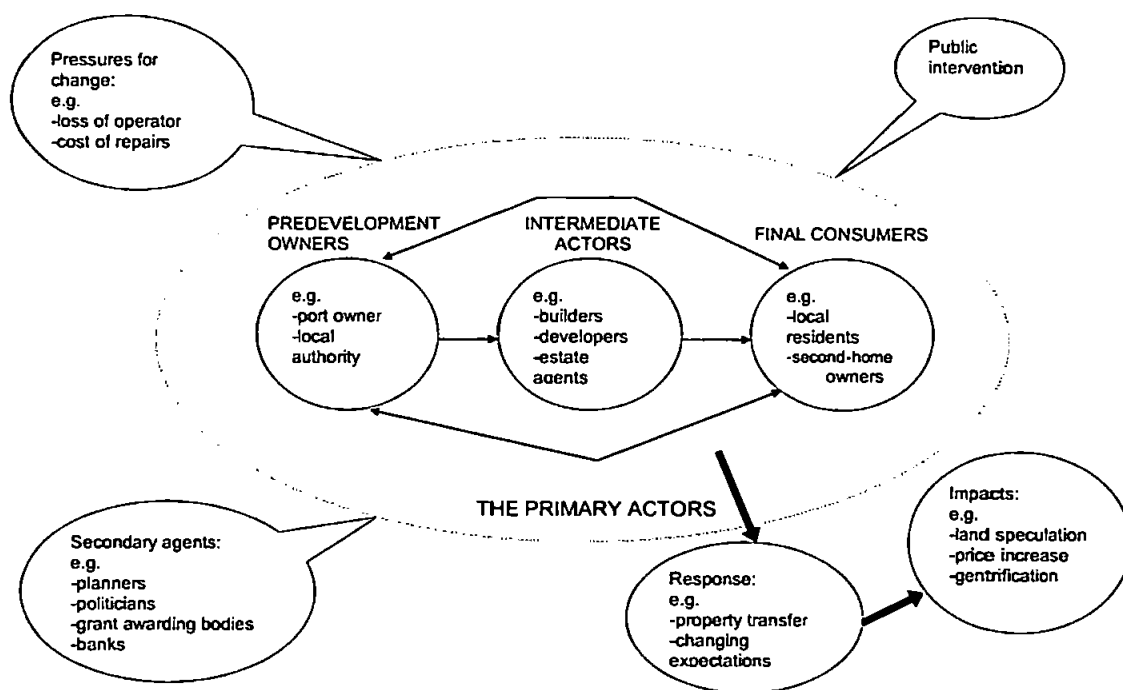 Pressures for
change:
e.g.
-loss of operator
-cost of repairs
Public
intervention
PREDEVELOPMENT
OWNERS
INTERMEDIATE
ACTORS
FINAL CONSUMERS
e.g.
-port owner
-local
authority
e.g.
-builders
-developers
-estate
agents
e.g.
-local
residents
-second-home
owners
THE PRIMARY ACTORS
Secondary agents:
e.g.
-planners
-politicians
-grant awarding bodies
-banks
Response:
e.g.
-property transfer
-changing
expectations
Impacts:
e.g.
-land speculation
-price increase
-gentrification